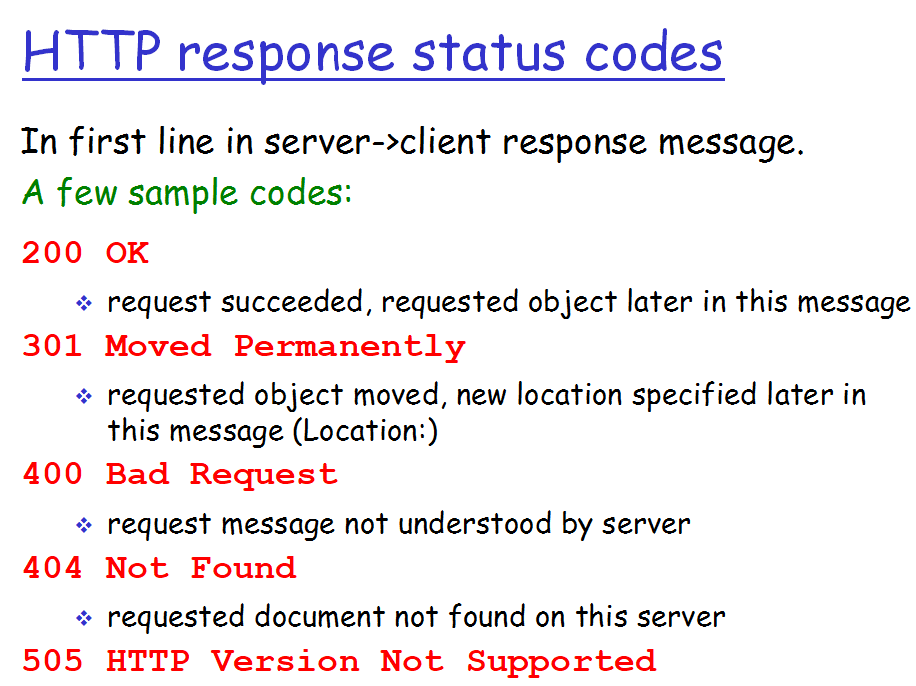 HTTP response status codes
In first line in server->client response message.
A few sample codes:
200 OK
request succeeded, requested object later in this message
301 Moved Permanently
requested object moved, new location specified later in
this message (Location:)
400 Bad Request
request message not understood by server
404 Not Found
requested document not found on this server
505 HTTP Version Not Supported